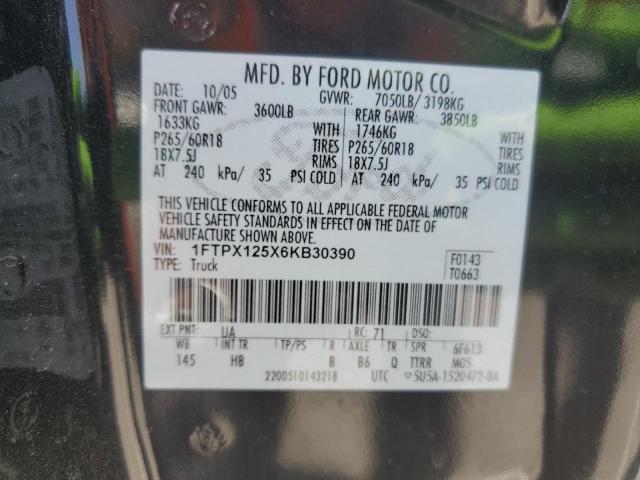 MFD. BY FORD MOTOR CO.
DATE: 10/05 GVWR: 7050LB/ 3198KG
FRONT GAWR: 3600LB REAR GAWR: 3850LB
1633KG WITH 1746KG WITH
P265/60R18 TIRES P265/60R18 TIRES
18X7.5J RIMS 18X7.5J RIMS
AT 240 kPa/ 35 PSI COLD AT 240 kPa/ 35 PSI COLD
THIS VEHICLE CONFORMS TO ALL APPLICABLE FEDERAL MOTOR
VEHICLE SAFETY STANDARDS IN EFFECT ON THE DATE OF
MANUFACTURE SHOWN ABOVE.
VIN: 1FTPX125X6KB30390 F0143
TYPE: Truck T0663
EXT PNT: UA RC: 71 DSO:
WB INT TR TP/PS R AXLE TR SPR 6F613
145 HB B B6 Q TTRR M05
2200510143218 UTC 5U5A-1520472-BA
Ford